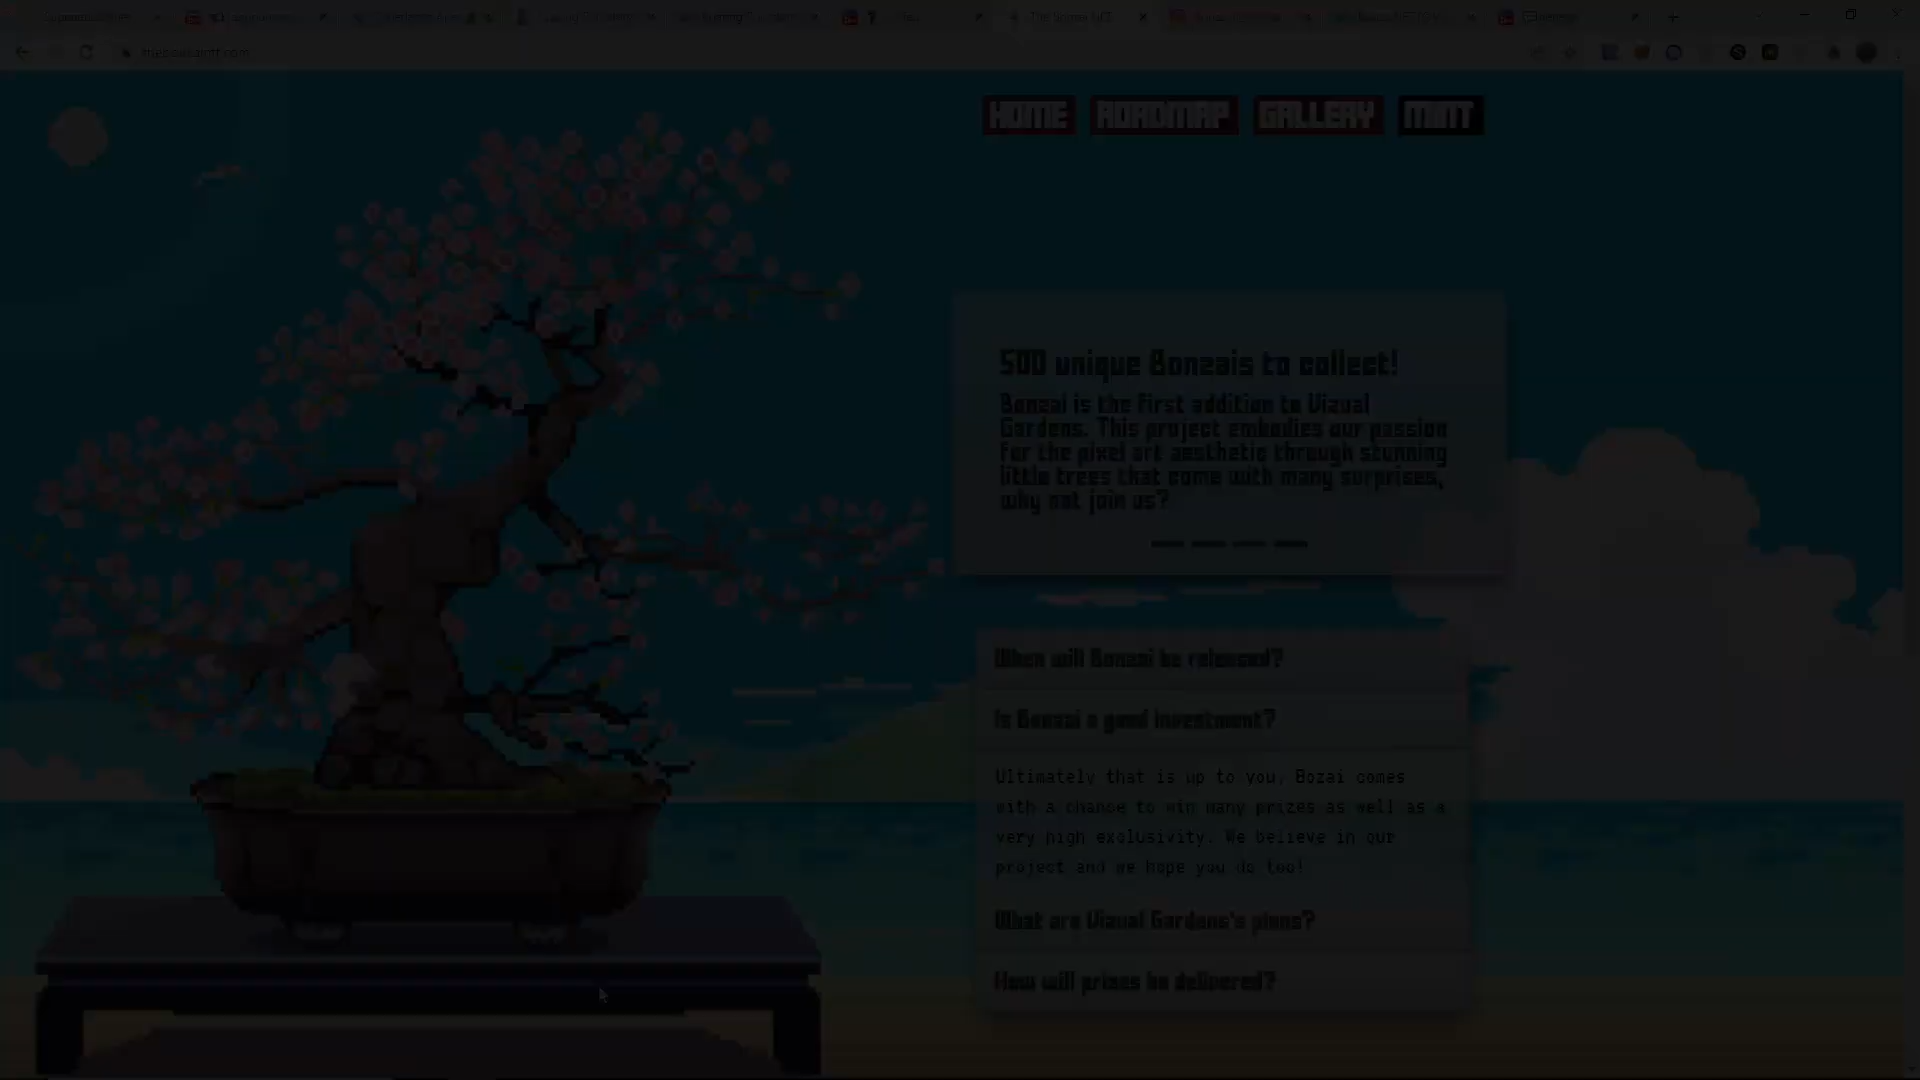 HOME ROADMAP GALLERY MINT
500 unique Bonzais to collect!
Bonzai is the first addition to Vizual
Gardens. This project embodies our passion
for the pixel art aesthetic through stunning
little trees that come with many surprises,
why not join us?
When will Bonzai be released?
Is Bonzai a good investment?
Ultimately that is up to you, Bozai comes
with a chance to win many prizes as well as a
very high exclusivity. We believe in our
project and we hope you do too!
What are Vizual Gardens's plans?
How will prizes be delivered?